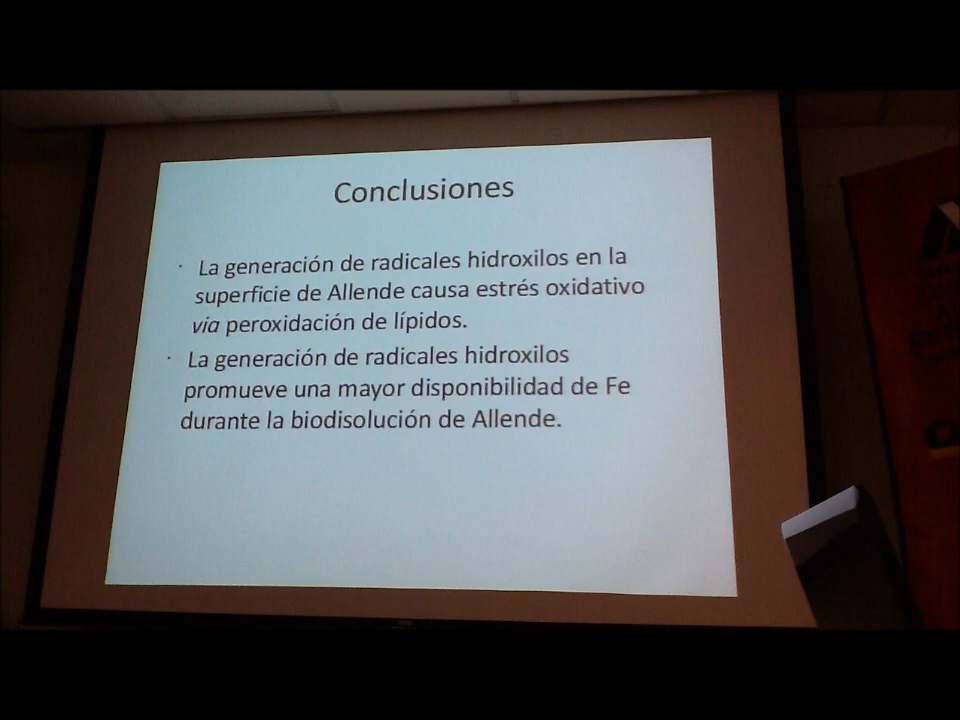 Conclusiones
· La generación de radicales hidroxilos en la
superficie de Allende causa estrés oxidativo
via peroxidación de lípidos.
· La generación de radicales hidroxilos
promueve una mayor disponibilidad de Fe
durante la biodisolución de Allende.